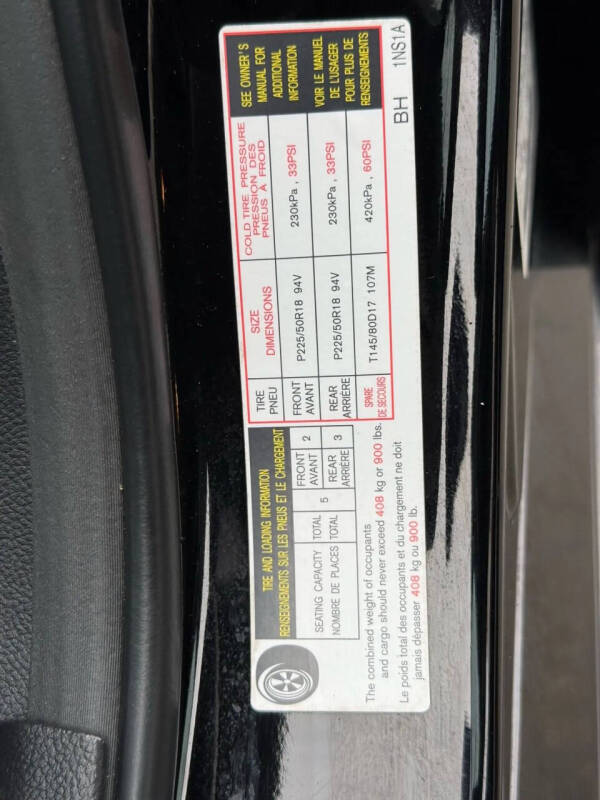 TIRE AND LOADING INFORMATION
RENSEIGNEMENTS SUR LES PNEUS ET LE CHARGEMENT
SEATING CAPACITY TOTAL 5 FRONT AVANT 2
NOMBRE DE PLACES TOTAL REAR ARRIÈRE 3
The combined weight of occupants
and cargo should never exceed 408 kg or 900 lbs.
Le poids total des occupants et du chargement ne doit
jamais dépasser 408 kg ou 900 lb.
TIRE
PNEU
SIZE
DIMENSIONS
COLD TIRE PRESSURE
PRESSION DES
PNEUS À FROID
FRONT
AVANT
P225/50R18 94V
230kPa , 33PSI
REAR
ARRIÈRE
P225/50R18 94V
230kPa , 33PSI
SPARE
DE SECOURS
T145/80D17 107M
420kPa , 60PSI
SEE OWNER'S
MANUAL FOR
ADDITIONAL
INFORMATION
VOIR LE MANUEL
DE L'USAGER
POUR PLUS DE
RENSEIGNEMENTS
BH 1NS1A